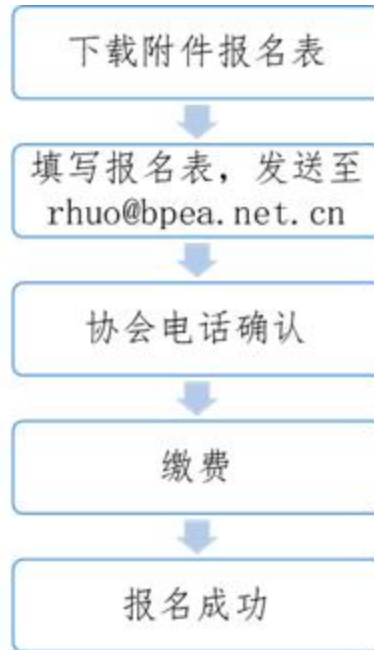 下载附件报名表
填写报名表，发送至
rhuo@bpea.net.cn
协会电话确认
缴费
报名成功